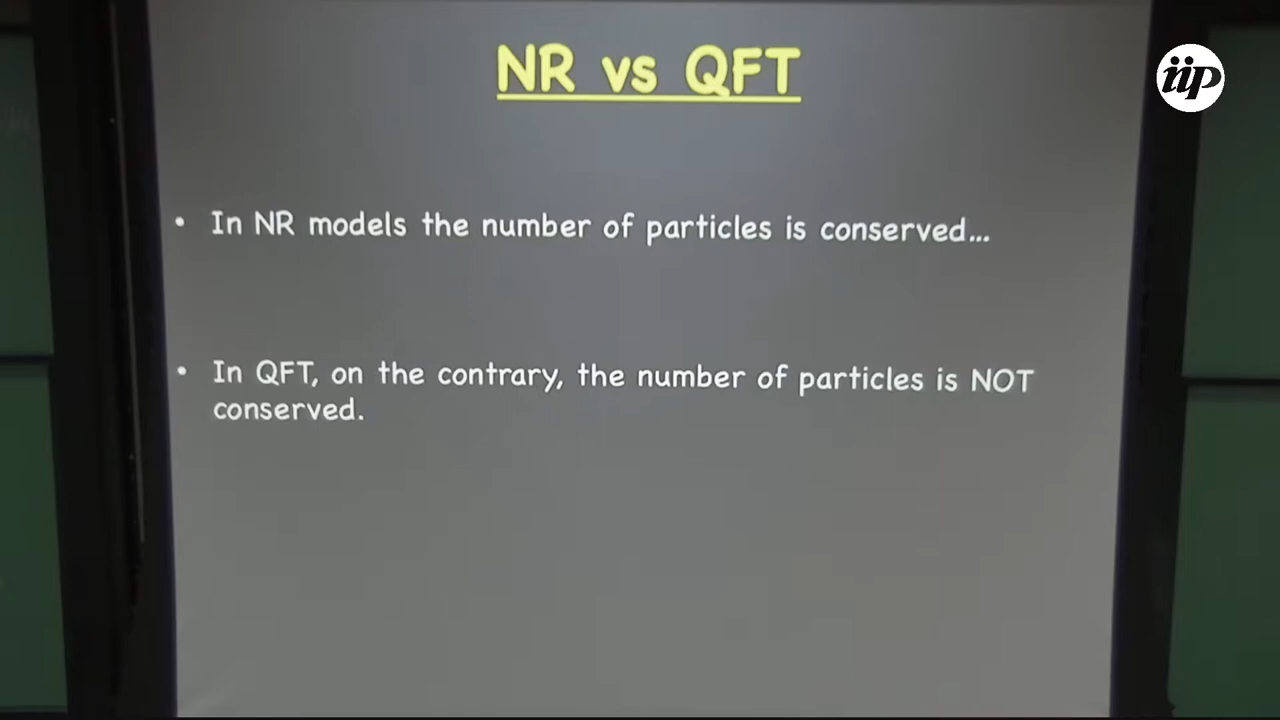 NR vs QFT
iip
• In NR models the number of particles is conserved...
• In QFT, on the contrary, the number of particles is NOT
conserved.